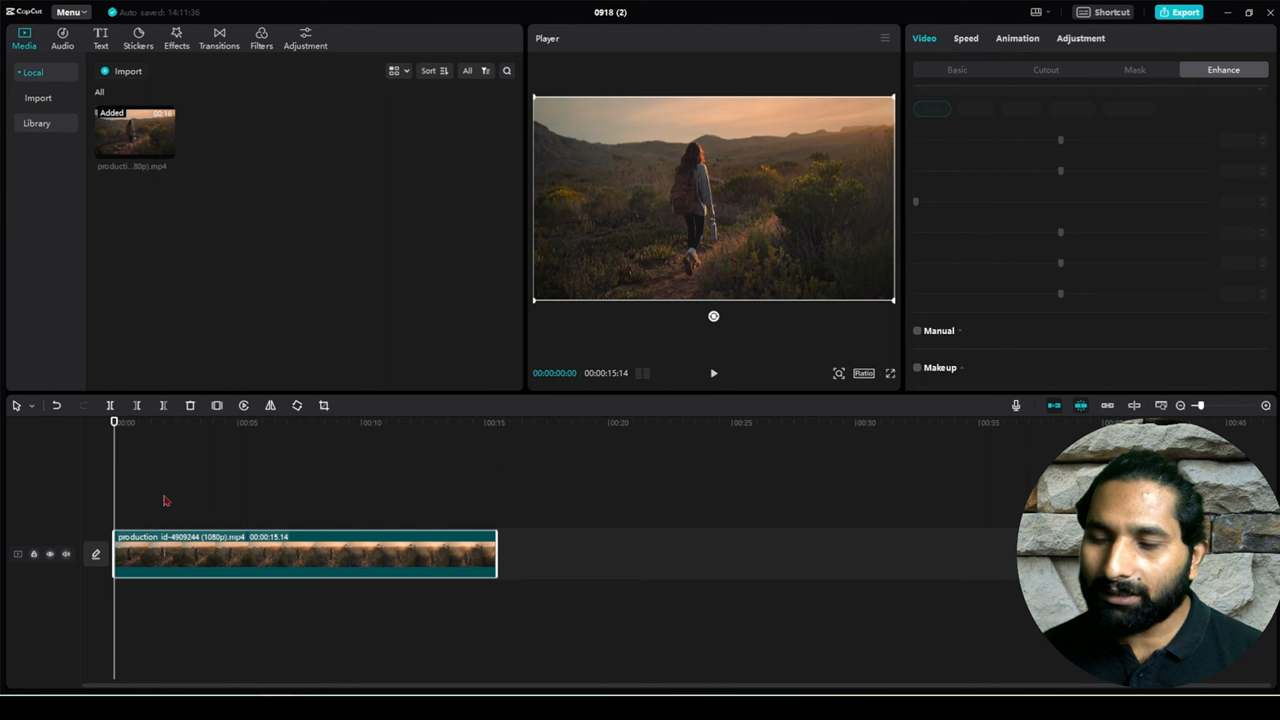 CapCut Menu Auto saved: 14:11:36 0918 (2) Shortcut Export
Media Audio Text Stickers Effects Transitions Filters Adjustment
Local
Import
Library
Import Sort All
All
Added 00:16
producti...80p).mp4
Player
00:00:00:00 00:00:15:14 Ratio
Video Speed Animation Adjustment
Basic Cutout Mask Enhance
Manual
Makeup
00:00 00:05 00:10 00:15 00:20 00:25 00:30 00:35 00:45
production_id-4909244 (1080p).mp4 00:00:15.14